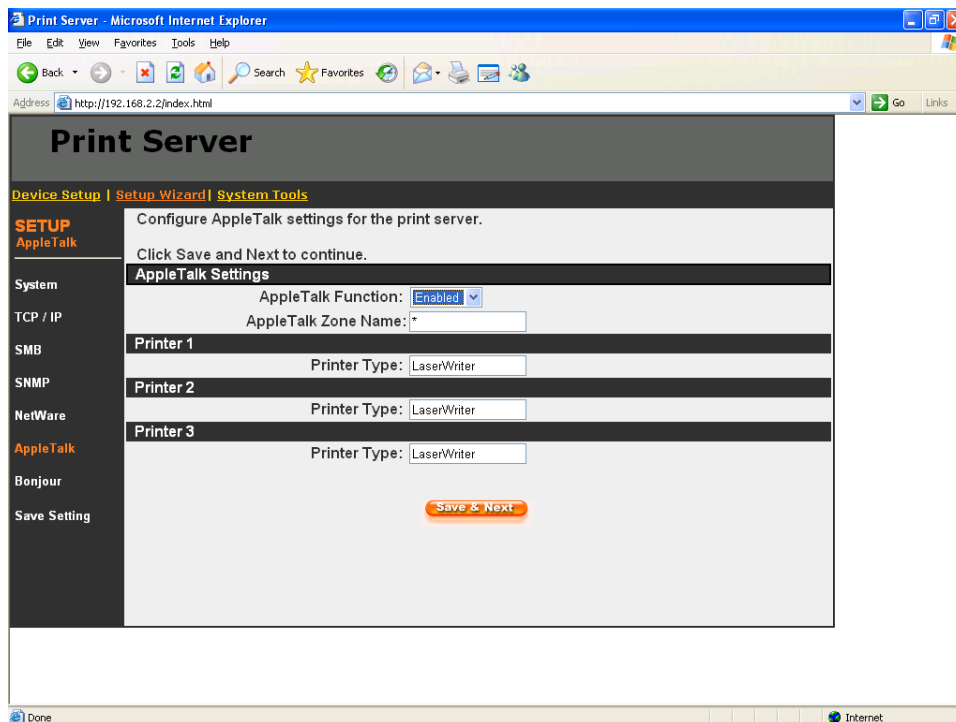 Print Server - Microsoft Internet Explorer
File Edit View Favorites Tools Help
Back Search Favorites
Address http://192.168.2.2/index.html Go Links
Print Server
Device Setup | Setup Wizard | System Tools
SETUP
AppleTalk
System
TCP / IP
SMB
SNMP
NetWare
AppleTalk
Bonjour
Save Setting
Configure AppleTalk settings for the print server.
Click Save and Next to continue.
AppleTalk Settings
AppleTalk Function: Enabled
AppleTalk Zone Name: *
Printer 1
Printer Type: LaserWriter
Printer 2
Printer Type: LaserWriter
Printer 3
Printer Type: LaserWriter
Save & Next
Done Internet